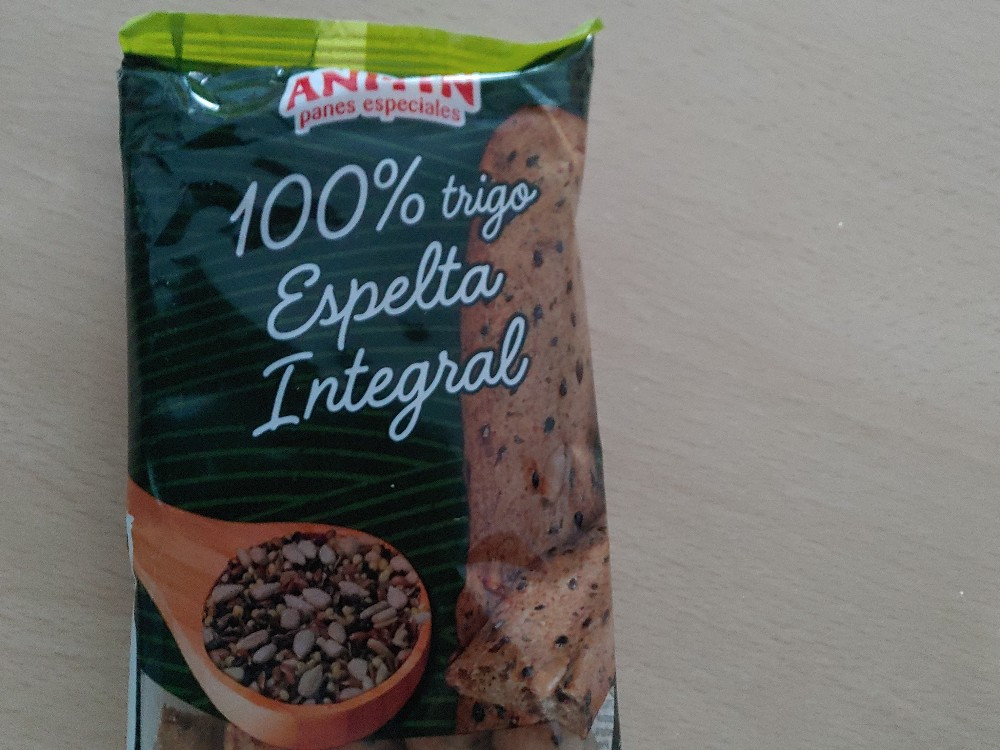 panes especiales
100% trigo
Espelta
Integral